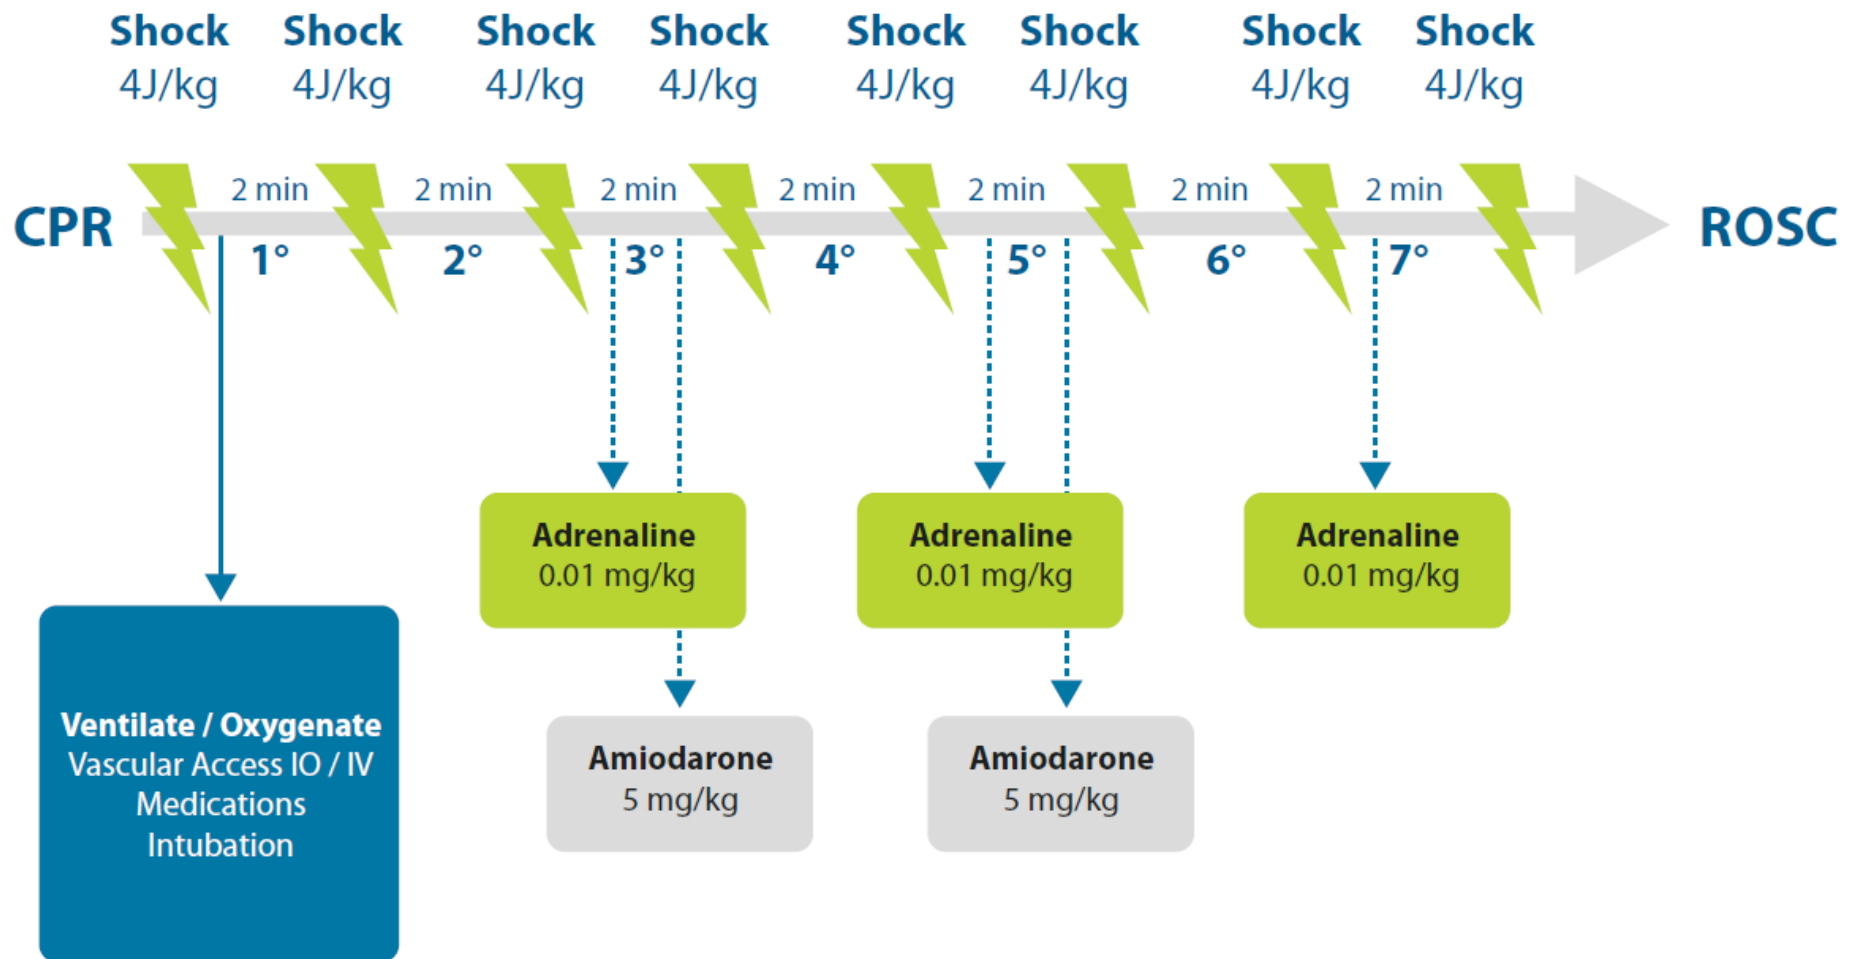 Shock Shock Shock Shock Shock Shock Shock Shock
4J/kg 4J/kg 4J/kg 4J/kg 4J/kg 4J/kg 4J/kg 4J/kg
2 min 2 min 2 min 2 min 2 min 2 min 2 min
CPR
ROSC
1° 2° 3° 4° 5° 6° 7°
Adrenaline
0.01 mg/kg
Adrenaline
0.01 mg/kg
Adrenaline
0.01 mg/kg
Ventilate / Oxygenate
Vascular Access IO / IV
Medications
Intubation
Amiodarone
5 mg/kg
Amiodarone
5 mg/kg